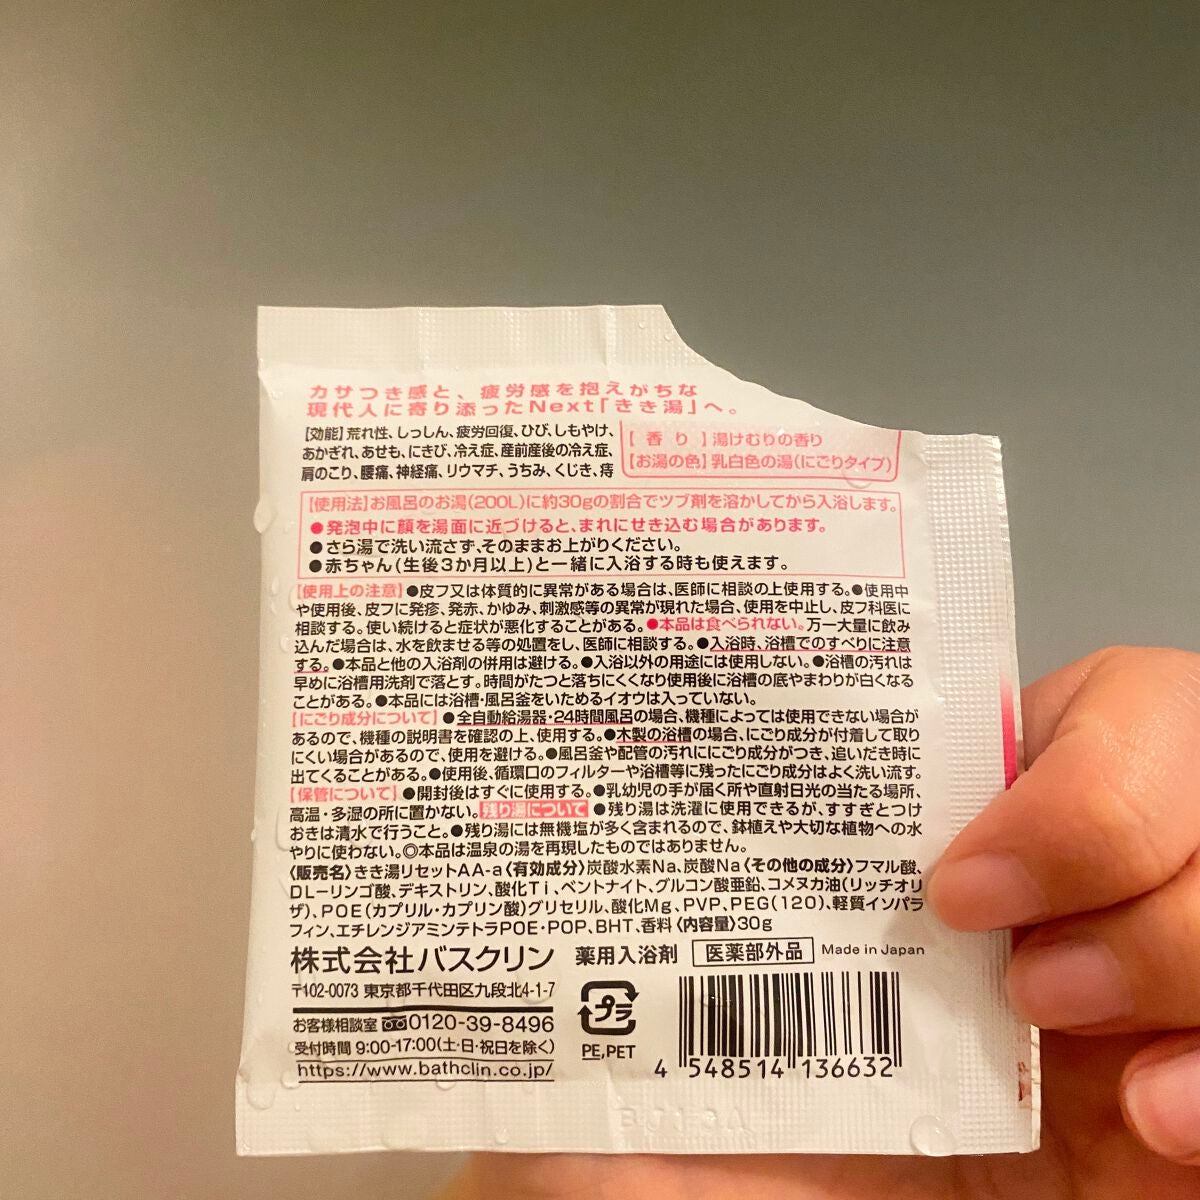 カサつき感と、疲労感を抱えがちな
現代人に寄り添ったNext「きき湯」へ。
【効能】荒れ性、しっしん、疲労回復、ひび、しもやけ、
あかぎれ、あせも、にきび、冷え症、産前産後の冷え症、
肩のこり、腰痛、神経痛、リウマチ、うちみ、くじき、痔
【香り】湯けむりの香り
【お湯の色】乳白色の湯(にごりタイプ)
【使用法】お風呂のお湯(200L)に約30gの割合でツブ剤を溶かしてから入浴します。
●発泡中に顔を湯面に近づけると、まれにせき込む場合があります。
●さら湯で洗い流さず、そのままお上がりください。
●赤ちゃん(生後3か月以上)と一緒に入浴する時も使えます。
【使用上の注意】●皮フ又は体質的に異常がある場合は、医師に相談の上使用する。●使用中
や使用後、皮フに発疹、発赤、かゆみ、刺激感等の異常が現れた場合、使用を中止し、皮フ科医に
相談する。使い続けると症状が悪化することがある。●本品は食べられない。万一大量に飲み
込んだ場合は、水を飲ませる等の処置をし、医師に相談する。●入浴時、浴槽でのすべりに注意
する。●本品と他の入浴剤の併用は避ける。●入浴以外の用途には使用しない。●浴槽の汚れは
早めに浴槽用洗剤で落とす。時間がたつと落ちにくくなり使用後に浴槽の底やまわりが白くなる
ことがある。●本品には浴槽・風呂釜をいためるイオウは入っていない。
【にごり成分について】●全自動給湯器・24時間風呂の場合、機種によっては使用できない場合が
あるので、機種の説明書を確認の上、使用する。●木製の浴槽の場合、にごり成分が付着して取り
にくい場合があるので、使用を避ける。●風呂釜や配管の汚れににごり成分がつき、追いだき時に
出てくることがある。●使用後、循環口のフィルターや浴槽等に残ったにごり成分はよく洗い流す。
【保管について】●開封後はすぐに使用する。●乳幼児の手が届く所や直射日光の当たる場所、
高温・多湿の所に置かない。残り湯について●残り湯は洗濯に使用できるが、すすぎとつけ
おきは清水で行うこと。●残り湯には無機塩が多く含まれるので、鉢植えや大切な植物への水
やりに使わない。◎本品は温泉の湯を再現したものではありません。
〈販売名〉きき湯リセットAA-a〈有効成分〉炭酸水素Na、炭酸Na〈その他の成分〉フマル酸、
DL-リンゴ酸、デキストリン、酸化Ti、ベントナイト、グルコン酸亜鉛、コメヌカ油(リッチオリ
ザ)、POE(カプリル・カプリン酸)グリセリル、酸化Mg、PVP、PEG(120)、軽質イソパラ
フィン、エチレンジアミンテトラPOE・POP、BHT、香料〈内容量〉30g
株式会社バスクリン 薬用入浴剤 医薬部外品 Made in Japan
〒102-0073 東京都千代田区九段北4-1-7
お客様相談室 0120-39-8496
受付時間 9:00-17:00(土・日・祝日を除く)
https://www.bathclin.co.jp/
プラ
PE,PET
4 548514 136632